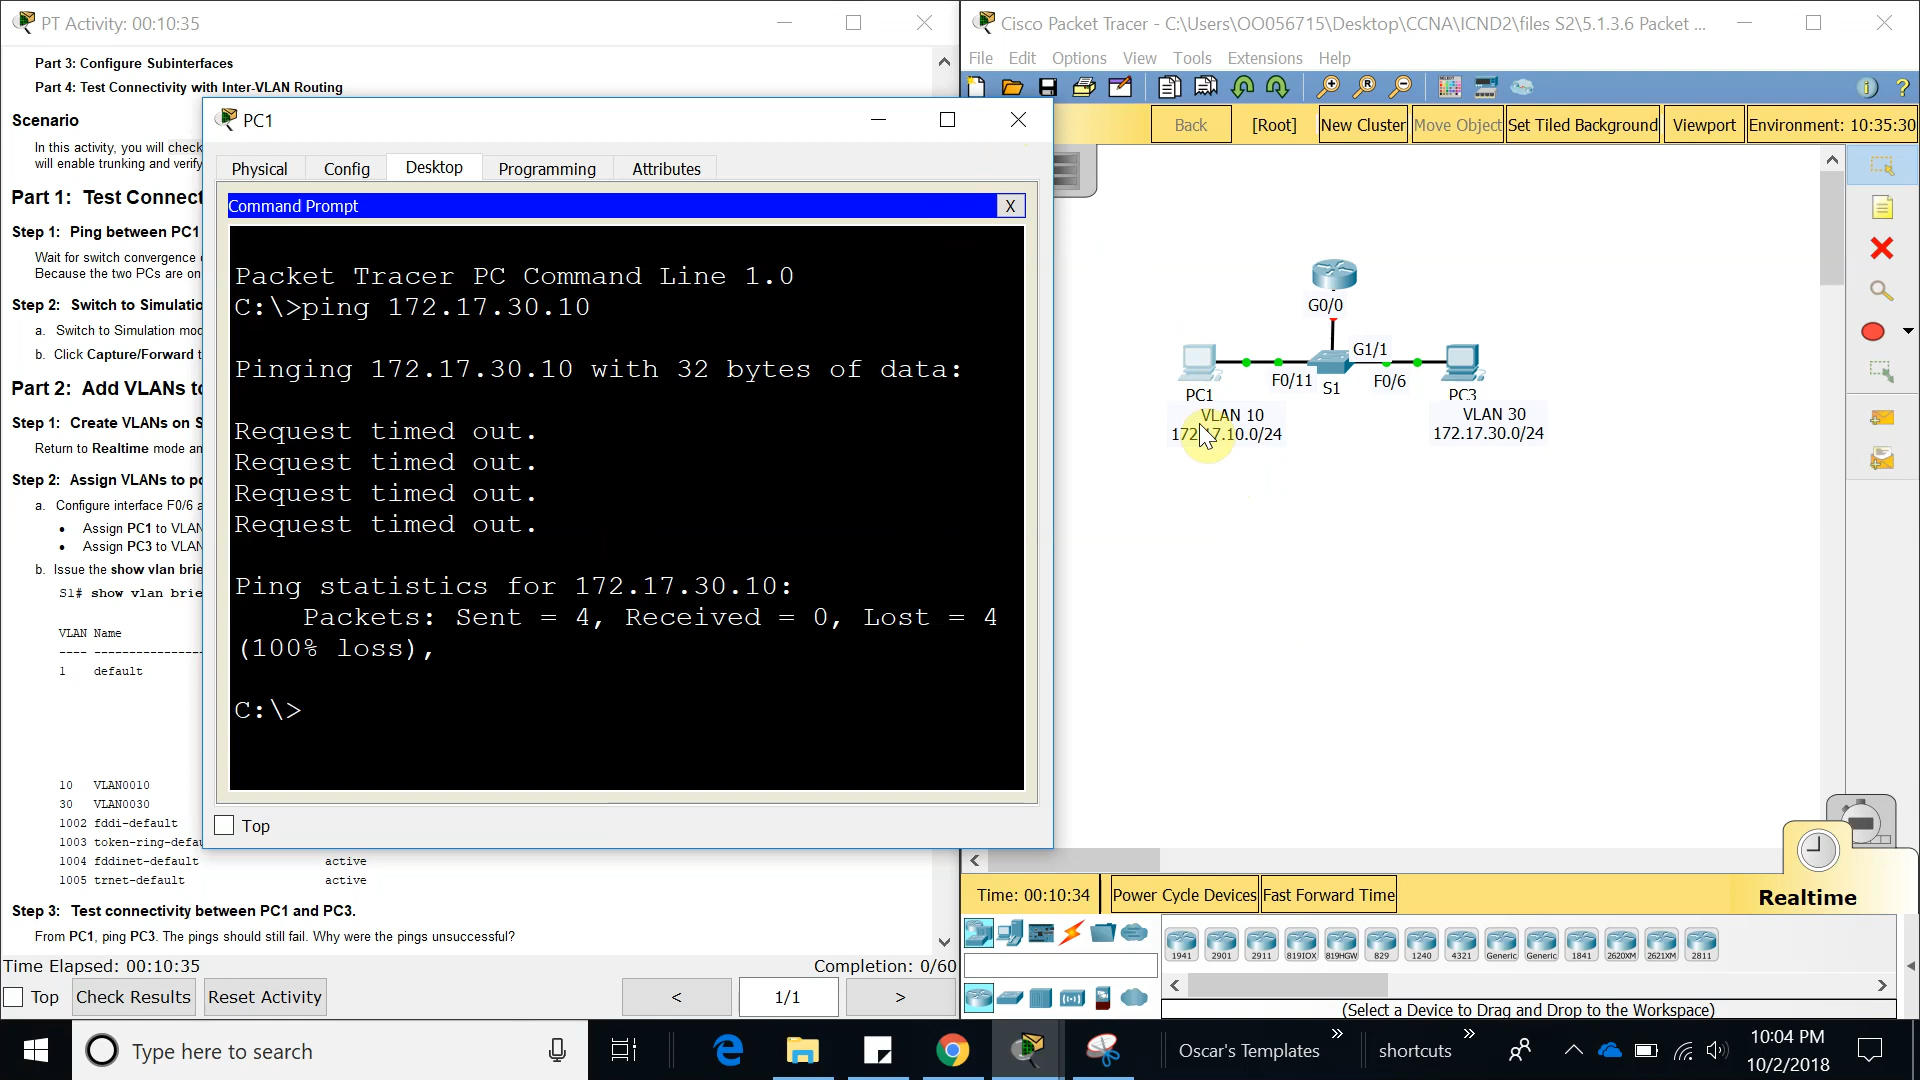 PT Activity: 00:10:35
Part 3: Configure Subinterfaces
Part 4: Test Connectivity with Inter-VLAN Routing
Scenario
In this activity, you will check
will enable trunking and verify
Part 1: Test Connect
Step 1: Ping between PC1
Wait for switch convergence
Because the two PCs are on
Step 2: Switch to Simulatio
a. Switch to Simulation mod
b. Click Capture/Forward t
Part 2: Add VLANs to
Step 1: Create VLANs on S
Return to Realtime mode an
Step 2: Assign VLANs to po
a. Configure interface F0/6 a
• Assign PC1 to VLAN
• Assign PC3 to VLAN
b. Issue the show vlan brie
S1# show vlan brie
VLAN Name
---- -----------------
1 default
10 VLAN0010
30 VLAN0030
1002 fddi-default
1003 token-ring-defau
1004 fddinet-default active
1005 trnet-default active
Step 3: Test connectivity between PC1 and PC3.
From PC1, ping PC3. The pings should still fail. Why were the pings unsuccessful?
Time Elapsed: 00:10:35
Completion: 0/60
Top
Check Results
Reset Activity
<
1/1
>
PC1
Physical
Config
Desktop
Programming
Attributes
Command Prompt
X
Packet Tracer PC Command Line 1.0
C:\>ping 172.17.30.10
Pinging 172.17.30.10 with 32 bytes of data:
Request timed out.
Request timed out.
Request timed out.
Request timed out.
Ping statistics for 172.17.30.10:
Packets: Sent = 4, Received = 0, Lost = 4
(100% loss),
C:\>
Top
Cisco Packet Tracer - C:\Users\OO056715\Desktop\CCNA\ICND2\files S2\5.1.3.6 Packet ...
File Edit Options View Tools Extensions Help
Back
[Root]
New Cluster
Move Object
Set Tiled Background
Viewport
Environment: 10:35:30
G0/0
G1/1
F0/11
S1
F0/6
PC1
PC3
VLAN 10
172.17.10.0/24
VLAN 30
172.17.30.0/24
Time: 00:10:34
Power Cycle Devices
Fast Forward Time
Realtime
1941 2901 2911 819IOX 819HGW 829 1240 4321 Generic Generic 1841 2620XM 2621XM 2811
(Select a Device to Drag and Drop to the Workspace)
Type here to search
Oscar's Templates
shortcuts
10:04 PM
10/2/2018